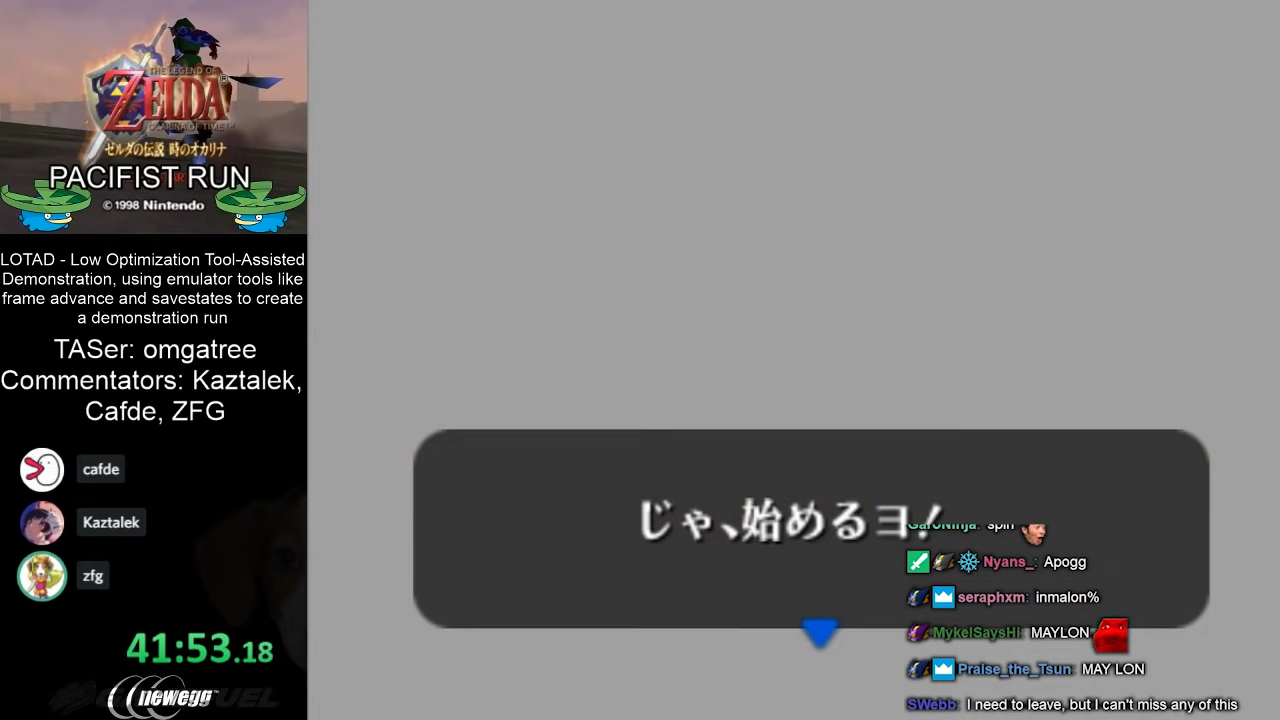 THE LEGEND OF
ZELDA
OCARINA OF TIME
ゼルダの伝説 時のオカリナ
PACIFIST RUN
© 1998 Nintendo
LOTAD - Low Optimization Tool-Assisted
Demonstration, using emulator tools like
frame advance and savestates to create
a demonstration run
TASer: omgatree
Commentators: Kaztalek,
Cafde, ZFG
cafde
Kaztalek
zfg
41:53.18
newegg™
じゃ、始めるヨ!
GaroNinja: spin
Nyans_: Apogg
seraphxm: inmalon%
MykelSaysHi: MAYLON
Praise_the_Tsun: MAY LON
SWebb: I need to leave, but I can't miss any of this